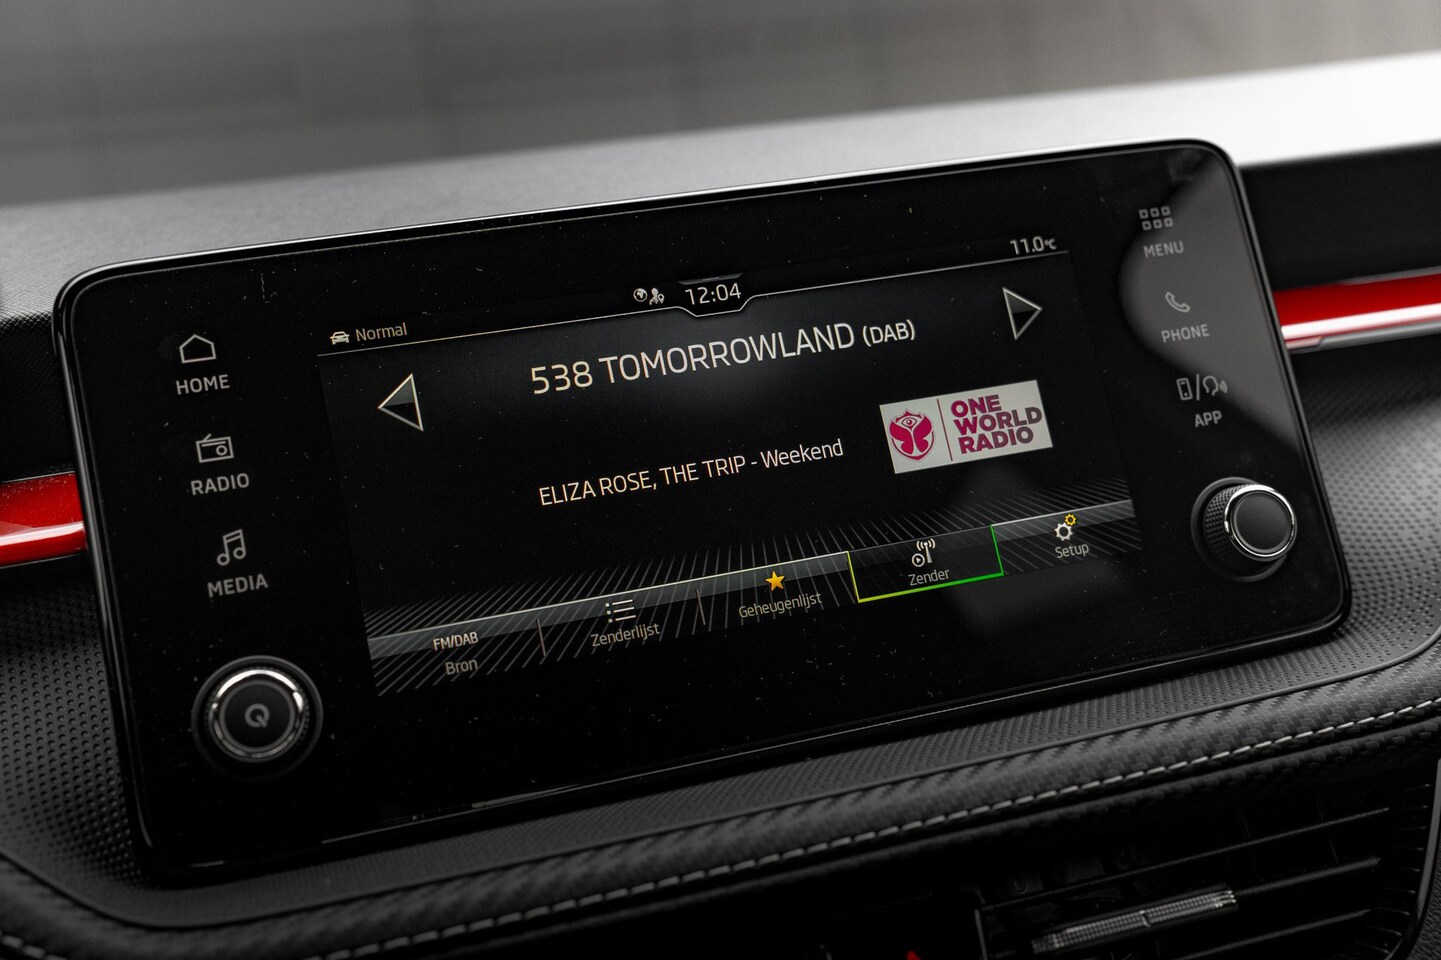 HOME
RADIO
MEDIA
Normal
12:04
11.0°C
538 TOMORROWLAND (DAB)
ONE
WORLD
RADIO
ELIZA ROSE, THE TRIP - Weekend
FM/DAB
Bron
Zenderlijst
Geheugenlijst
Zender
Setup
MENU
PHONE
APP